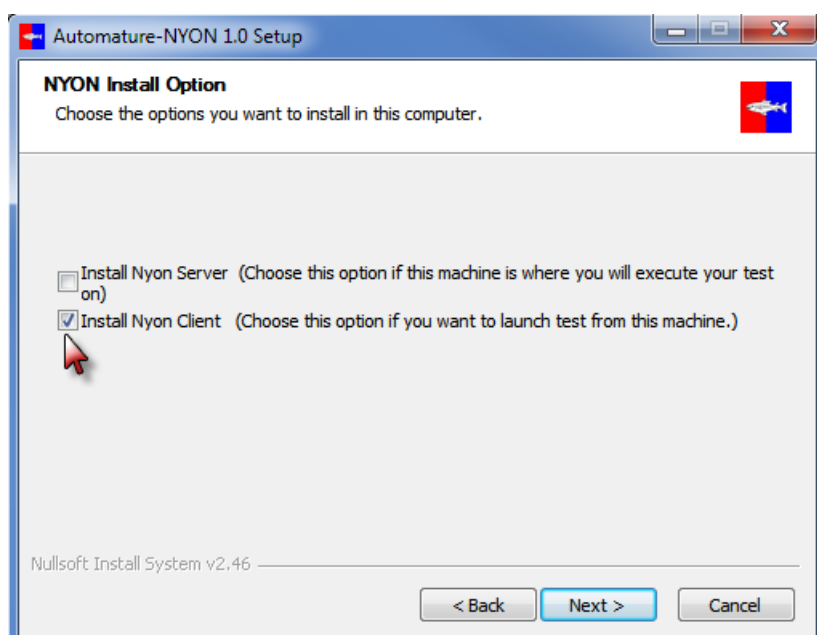 Automature-NYON 1.0 Setup
NYON Install Option
Choose the options you want to install in this computer.
Install Nyon Server (Choose this option if this machine is where you will execute your test
on)
Install Nyon Client (Choose this option if you want to launch test from this machine.)
Nullsoft Install System v2.46
< Back Next > Cancel